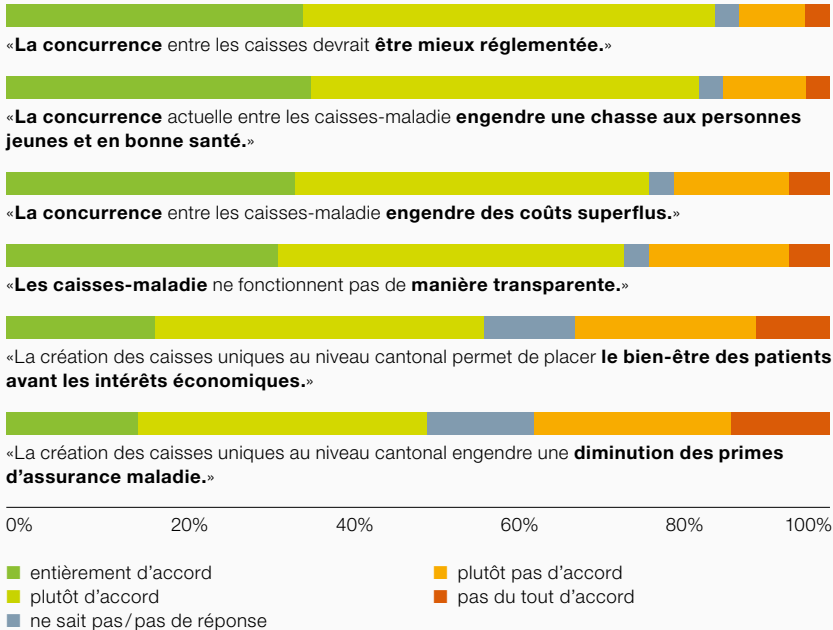 «La concurrence entre les caisses devrait être mieux réglementée.»
«La concurrence actuelle entre les caisses-maladie engendre une chasse aux personnes
jeunes et en bonne santé.»
«La concurrence entre les caisses-maladie engendre des coûts superflus.»
«Les caisses-maladie ne fonctionnent pas de manière transparente.»
«La création des caisses uniques au niveau cantonal permet de placer le bien-être des patients
avant les intérêts économiques.»
«La création des caisses uniques au niveau cantonal engendre une diminution des primes
d'assurance maladie.»
0% 20% 40% 60% 80% 100%
entièrement d'accord
plutôt d'accord
ne sait pas/pas de réponse
plutôt pas d'accord
pas du tout d'accord